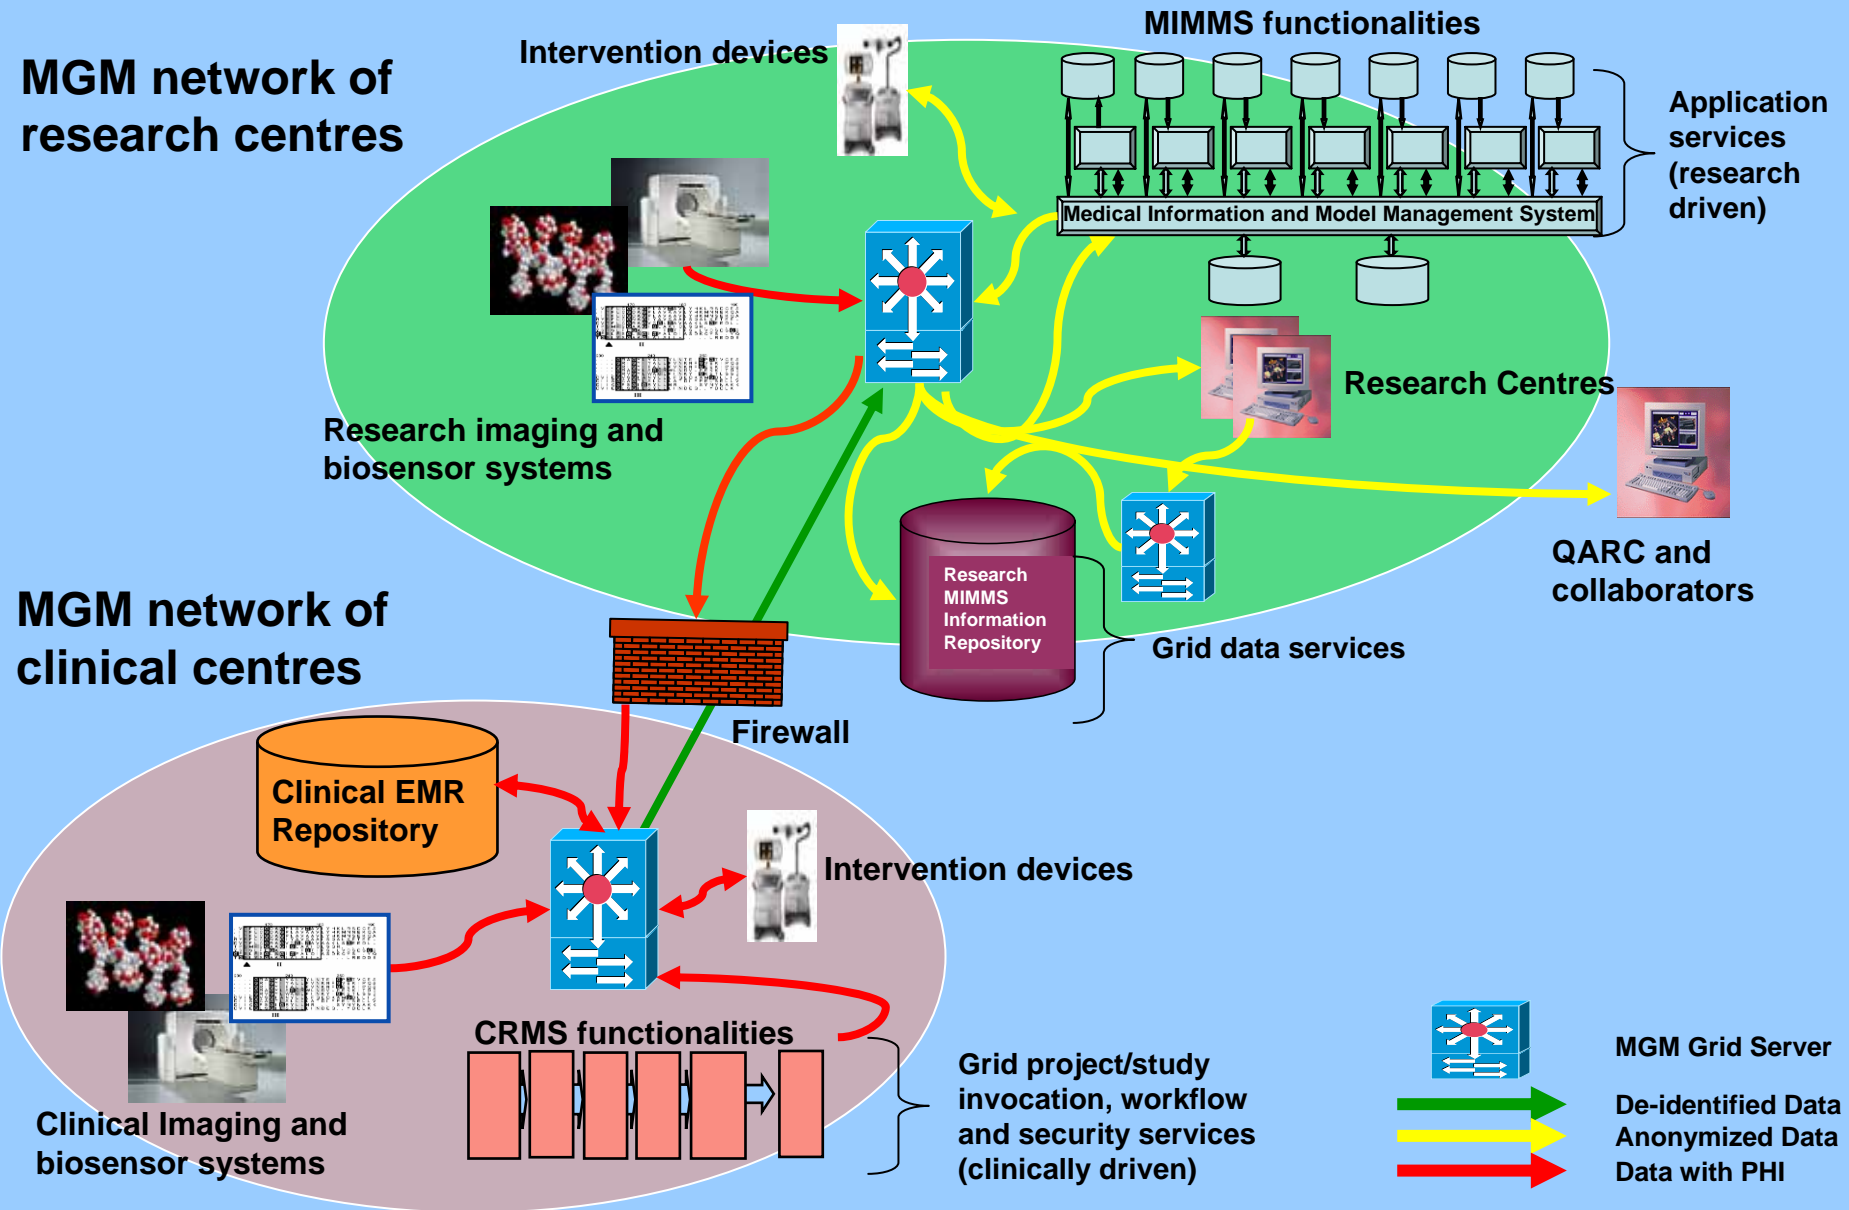 MGM network of
research centres
Intervention devices
MIMMS functionalities
Application
services
(research
driven)
Medical Information and Model Management System
Research imaging and
biosensor systems
Research Centres
QARC and
collaborators
Research
MIMMS
Information
Repository
Grid data services
MGM network of
clinical centres
Firewall
Clinical EMR
Repository
Intervention devices
CRMS functionalities
Clinical Imaging and
biosensor systems
Grid project/study
invocation, workflow
and security services
(clinically driven)
MGM Grid Server
De-identified Data
Anonymized Data
Data with PHI